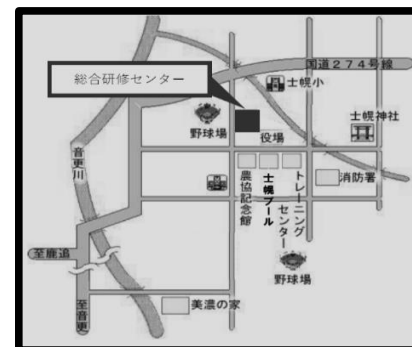 国道274号線
総合研修センター
士幌小
士幌神社
野球場
役場
音更川
農協記念館
士幌プール
トレーニングセンター
消防署
至鹿追
野球場
至音更
美濃の家